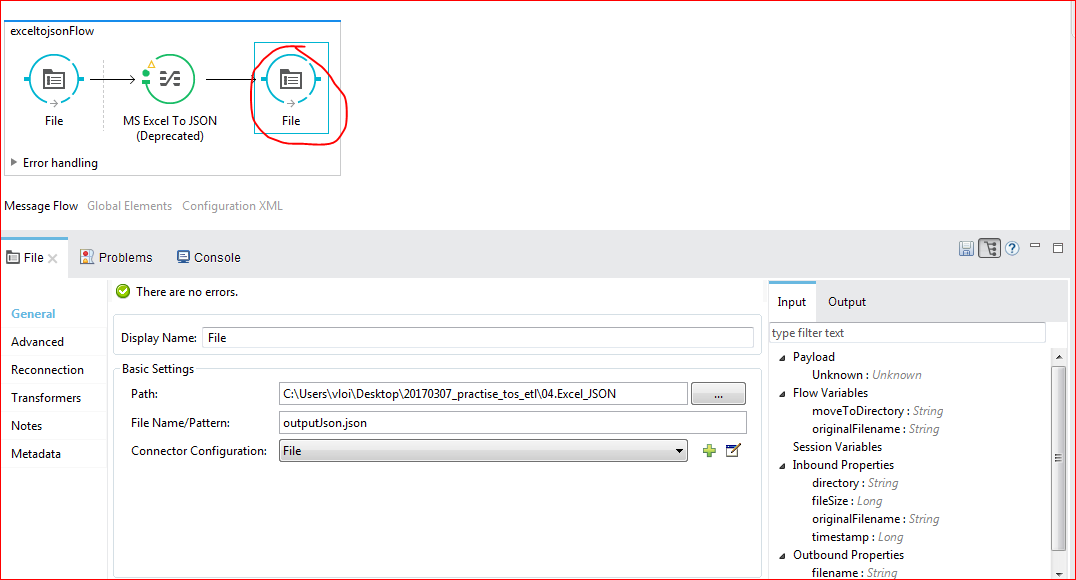 exceltojsonFlow
File
MS Excel To JSON
(Deprecated)
File
Error handling
Message Flow Global Elements Configuration XML
File Problems Console
There are no errors.
General
Advanced
Reconnection
Transformers
Notes
Metadata
Display Name: File
Basic Settings
Path: C:\Users\vloi\Desktop\20170307_practise_tos_etl\04.Excel_JSON ...
File Name/Pattern: outputJson.json
Connector Configuration: File
Input Output
type filter text
Payload
Unknown : Unknown
Flow Variables
moveToDirectory : String
originalFilename : String
Session Variables
Inbound Properties
directory : String
fileSize : Long
originalFilename : String
timestamp : Long
Outbound Properties
filename : String